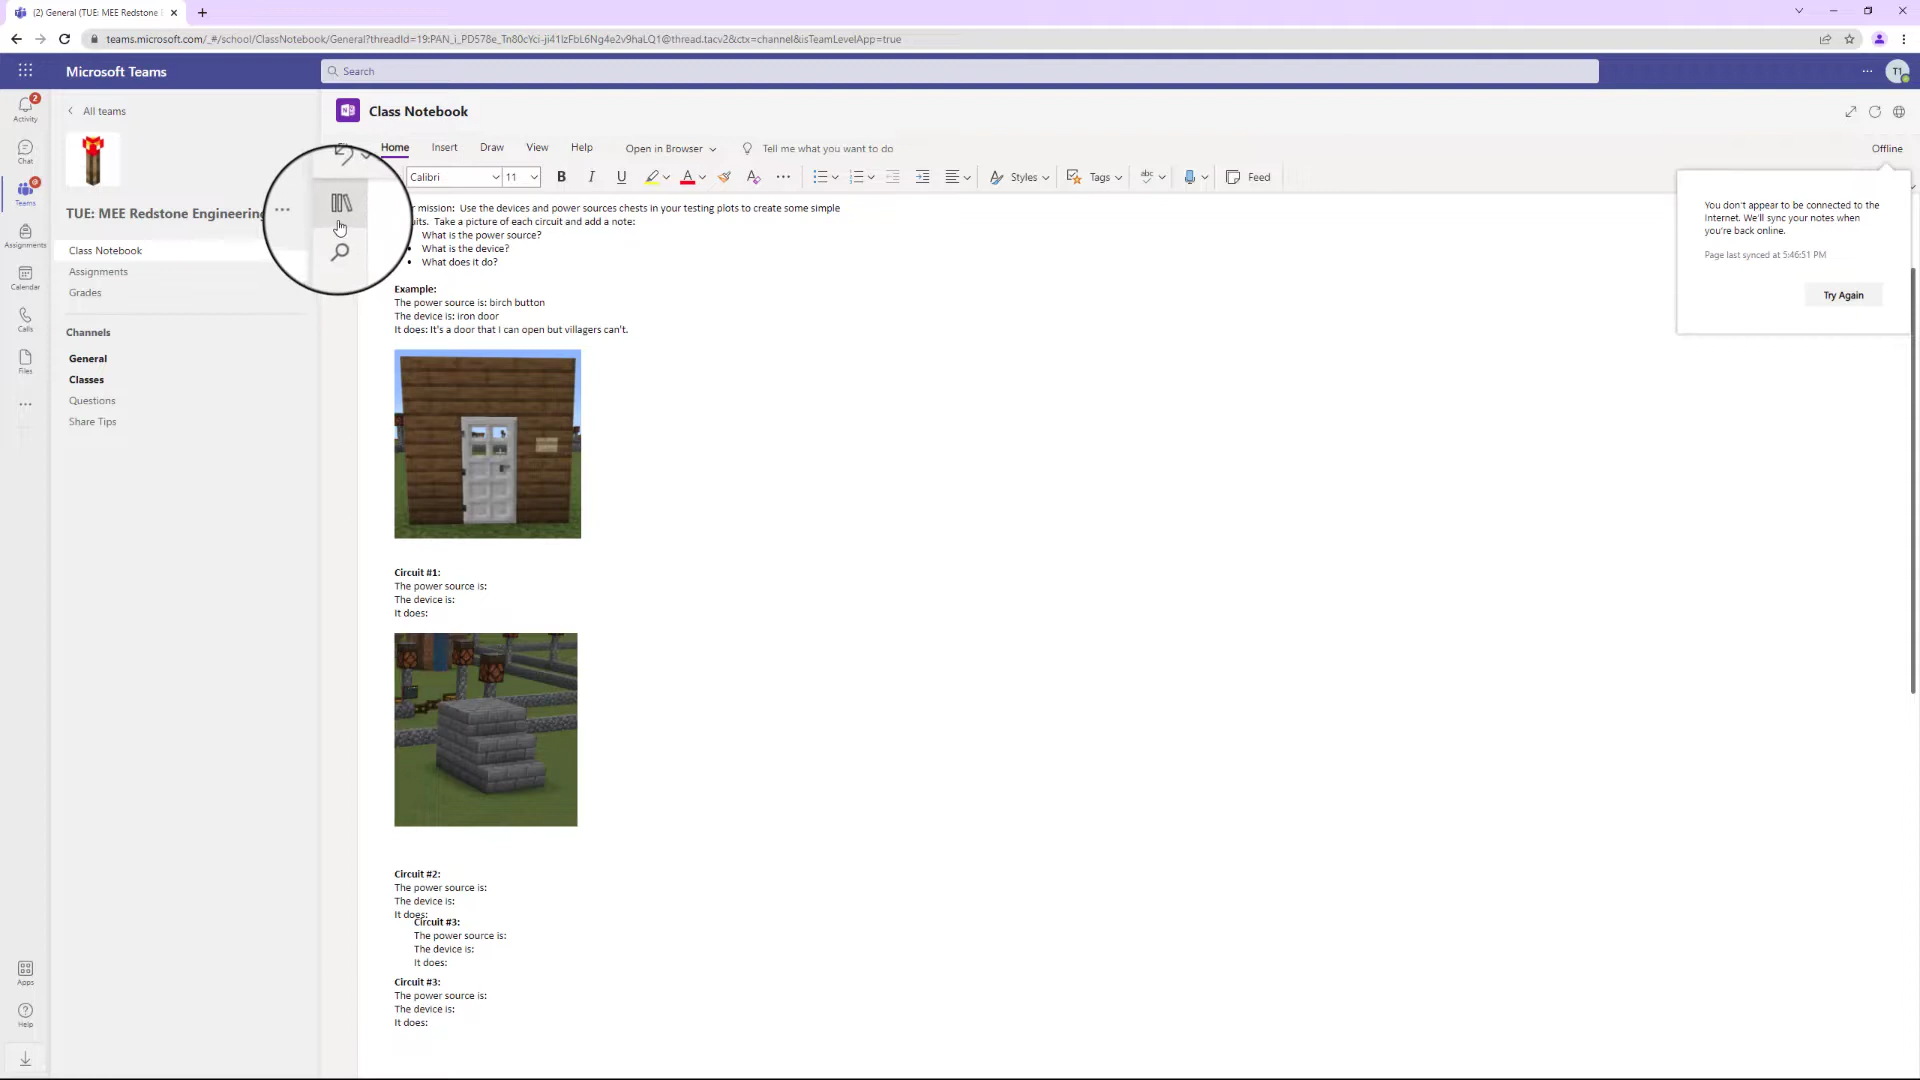 (2) General (TUE: MEE Redstone
teams.microsoft.com/_#/school/ClassNotebook/General?threadId=19:PAN_i_PD578e_Tn80cYci-ji41lzFbL6Ng4e2v9haLQ1@thread.tacv2&ctx=channel&isTeamLevelApp=true
Microsoft Teams
Search
T1
2
Activity
Chat
Teams
Assignments
Calendar
Calls
Files
Apps
Help
All teams
TUE: MEE Redstone Engineering
Class Notebook
Assignments
Grades
Channels
General
Classes
Questions
Share Tips
Class Notebook
Home Insert Draw View Help Open in Browser Tell me what you want to do
Offline
Calibri 11 B I U A Styles Tags abc Feed
mission: Use the devices and power sources chests in your testing plots to create some simple
Take a picture of each circuit and add a note:
What is the power source?
What is the device?
What does it do?
Example:
The power source is: birch button
The device is: iron door
It does: It's a door that I can open but villagers can't.
Circuit #1:
The power source is:
The device is:
It does:
Circuit #2:
The power source is:
The device is:
It does:
Circuit #3:
The power source is:
The device is:
It does:
Circuit #3:
The power source is:
The device is:
It does:
You don't appear to be connected to the
Internet. We'll sync your notes when
you're back online.
Page last synced at 5:46:51 PM
Try Again